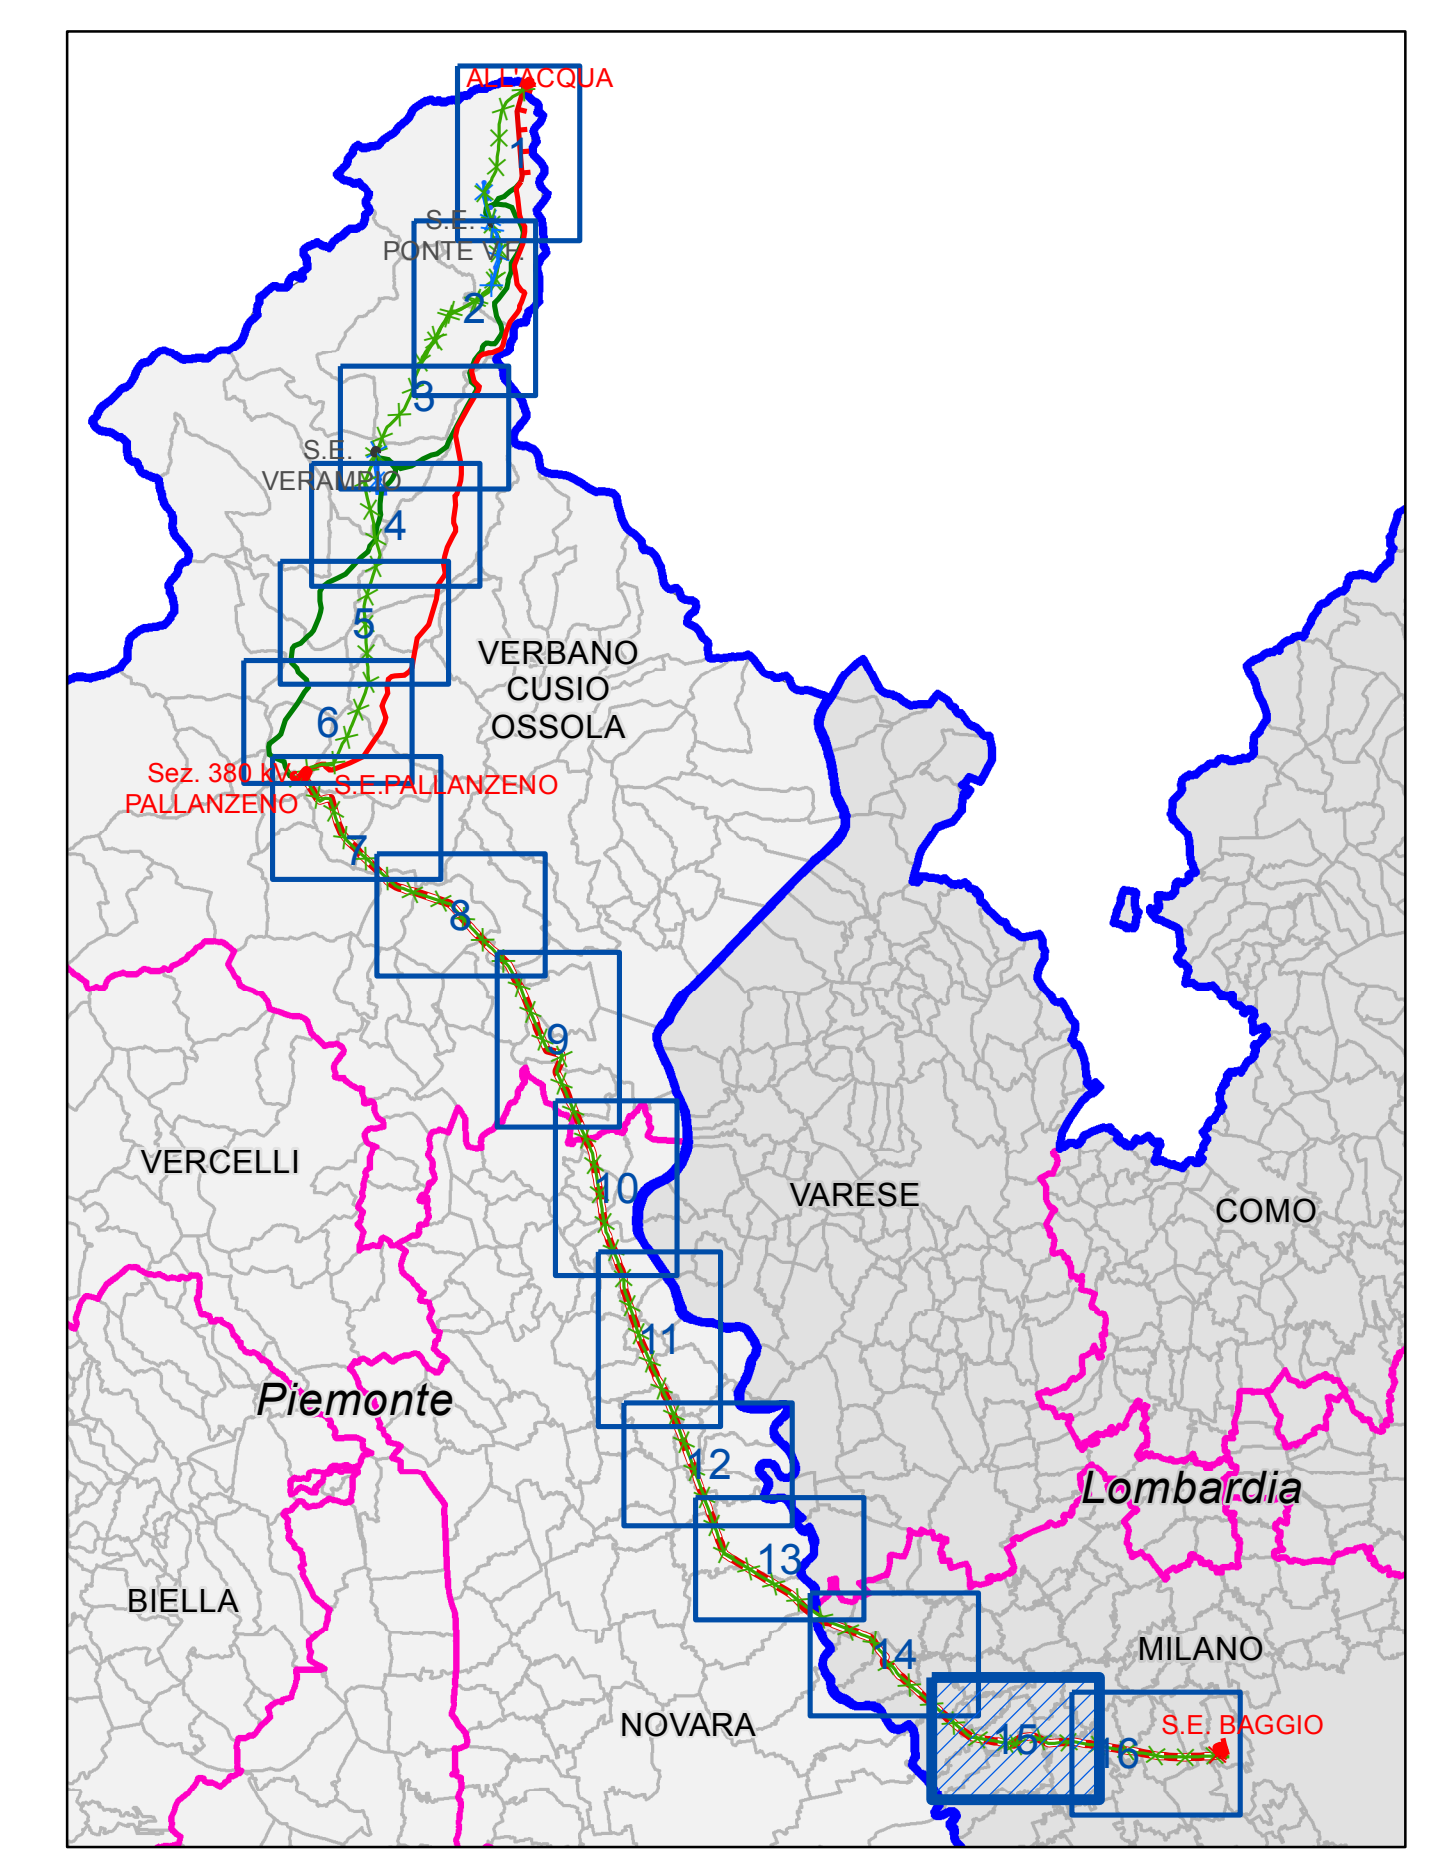 ALL'ACQUA
1
S.E.
PONTE V.F.
2
3
S.E.
VERAMPIO
4
5
VERBANO
CUSIO
OSSOLA
6
Sez. 380 kV
PALLANZENO
S.E.PALLANZENO
7
8
9
VERCELLI
10
VARESE
COMO
11
Piemonte
12
Lombardia
13
BIELLA
14
MILANO
NOVARA
15
16
S.E. BAGGIO